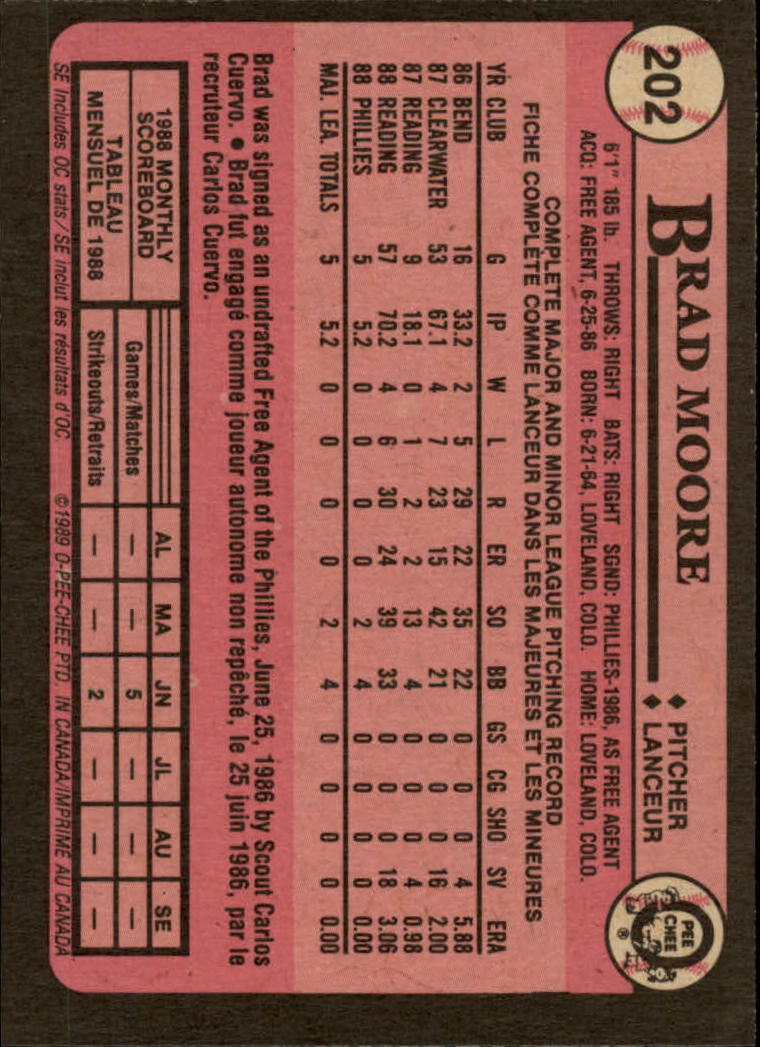 202
BRAD MOORE
♦ PITCHER
♦ LANCEUR
O
PEE
CHEE
®
6'1" 185 lb. THROWS: RIGHT BATS: RIGHT SGND: PHILLIES-1986, AS FREE AGENT
ACQ: FREE AGENT, 6-25-86 BORN: 6-21-64, LOVELAND, COLO. HOME: LOVELAND, COLO.
COMPLETE MAJOR AND MINOR LEAGUE PITCHING RECORD
FICHE COMPLÈTE COMME LANCEUR DANS LES MAJEURES ET LES MINEURES
YR CLUB G IP W L R ER SO BB GS CG SHO SV ERA
86 BEND 16 33.2 2 5 29 22 35 22 0 0 0 4 5.88
87 CLEARWATER 53 67.1 4 7 23 15 42 21 0 0 0 16 2.00
87 READING 9 18.1 0 1 2 2 13 4 0 0 0 4 0.98
88 READING 57 70.2 4 6 30 24 39 33 0 0 0 18 3.06
88 PHILLIES 5 5.2 0 0 0 0 2 4 0 0 0 0 0.00
MAJ. LEA. TOTALS 5 5.2 0 0 0 0 2 4 0 0 0 0 0.00
Brad was signed as an undrafted Free Agent of the Phillies, June 25, 1986 by Scout Carlos
Cuervo. ● Brad fut engagé comme joueur autonome non repêché, le 25 juin 1986, par le
recruteur Carlos Cuervo.
1988 MONTHLY
SCOREBOARD
TABLEAU
MENSUEL DE 1988
AL MA JN JL AU SE
Games/Matches — — 5 — — —
Strikeouts/Retraits — — 2 — — —
SE Includes OC stats/SE inclut les résultats d'OC. ©1989 O-PEE-CHEE PTD. IN CANADA/IMPRIMÉ AU CANADA